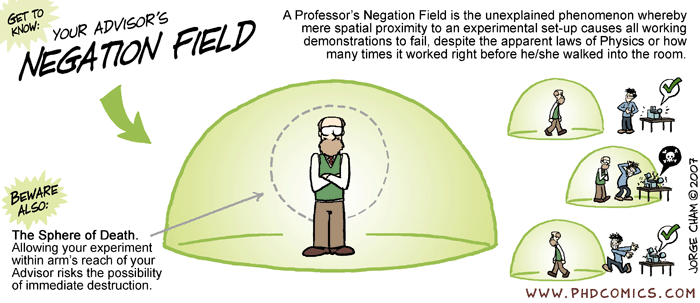 GET TO
KNOW:
YOUR ADVISOR'S
NEGATION FIELD
A Professor's Negation Field is the unexplained phenomenon whereby
mere spatial proximity to an experimental set-up causes all working
demonstrations to fail, despite the apparent laws of Physics or how
many times it worked right before he/she walked into the room.
BEWARE
ALSO:
The Sphere of Death.
Allowing your experiment
within arm's reach of your
Advisor risks the possibility
of immediate destruction.
JORGE CHAM © 2007
WWW.PHDCOMICS.COM